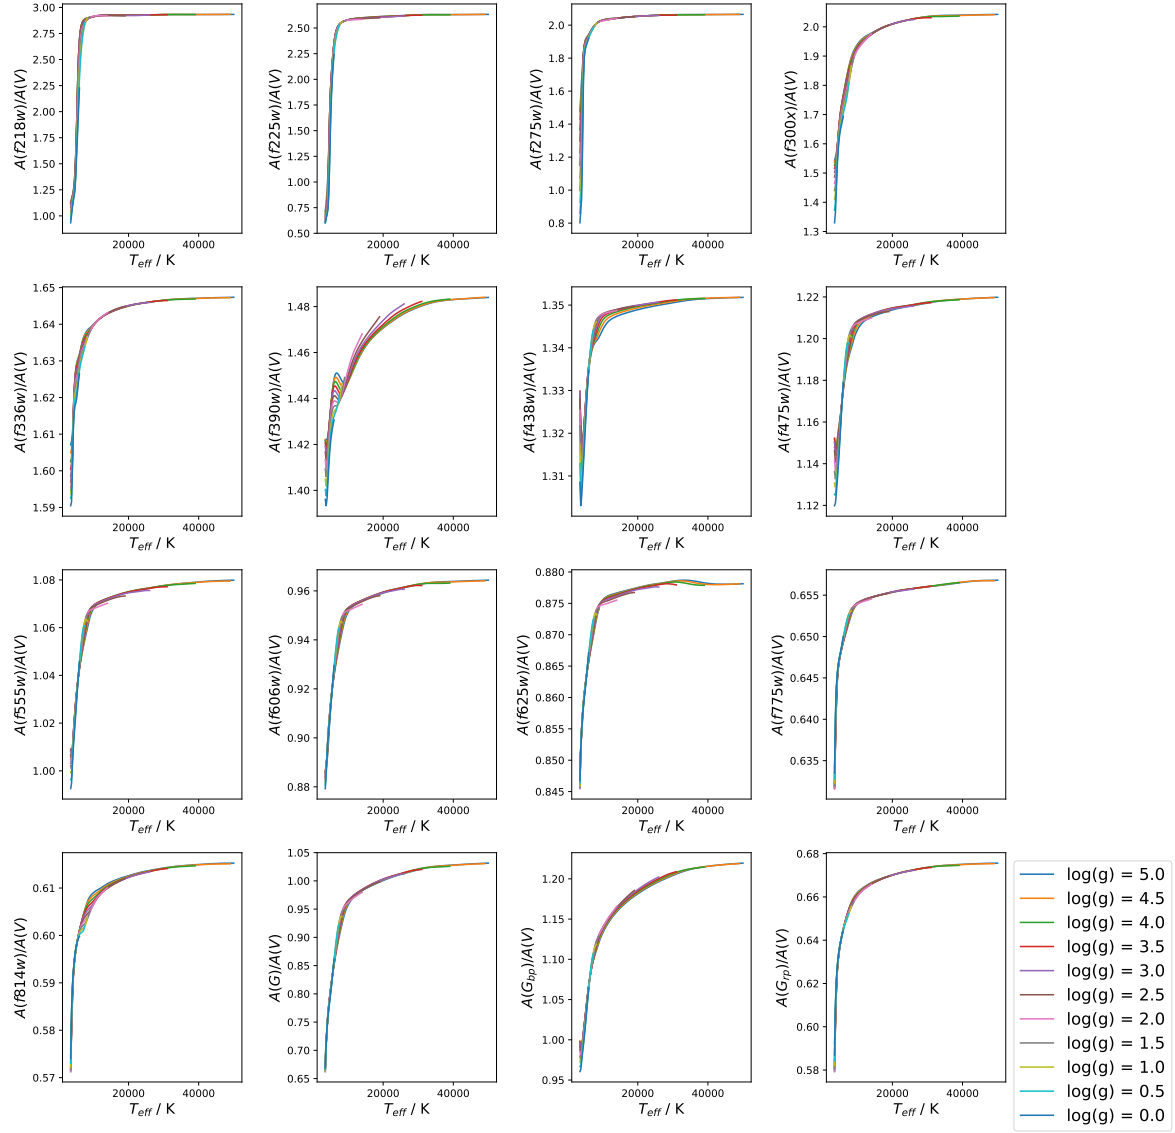 3.00
2.75
2.50
2.25
2.00
1.75
1.50
1.25
1.00
A(f218w)/A(V)
20000 40000
T_eff / K
2.50
2.25
2.00
1.75
1.50
1.25
1.00
0.75
0.50
A(f225w)/A(V)
20000 40000
T_eff / K
2.0
1.8
1.6
1.4
1.2
1.0
0.8
A(f275w)/A(V)
20000 40000
T_eff / K
2.0
1.9
1.8
1.7
1.6
1.5
1.4
1.3
A(f300x)/A(V)
20000 40000
T_eff / K
1.65
1.64
1.63
1.62
1.61
1.60
1.59
A(f336w)/A(V)
20000 40000
T_eff / K
1.48
1.46
1.44
1.42
1.40
A(f390w)/A(V)
20000 40000
T_eff / K
1.35
1.34
1.33
1.32
1.31
A(f438w)/A(V)
20000 40000
T_eff / K
1.22
1.20
1.18
1.16
1.14
1.12
A(f475w)/A(V)
20000 40000
T_eff / K
1.08
1.06
1.04
1.02
1.00
A(f555w)/A(V)
20000 40000
T_eff / K
0.96
0.94
0.92
0.90
0.88
A(f606w)/A(V)
20000 40000
T_eff / K
0.880
0.875
0.870
0.865
0.860
0.855
0.850
0.845
A(f625w)/A(V)
20000 40000
T_eff / K
0.655
0.650
0.645
0.640
0.635
A(f775w)/A(V)
20000 40000
T_eff / K
0.61
0.60
0.59
0.58
0.57
A(f814w)/A(V)
20000 40000
T_eff / K
1.05
1.00
0.95
0.90
0.85
0.80
0.75
0.70
0.65
A(G)/A(V)
20000 40000
T_eff / K
1.20
1.15
1.10
1.05
1.00
0.95
A(G_bp)/A(V)
20000 40000
T_eff / K
0.68
0.66
0.64
0.62
0.60
0.58
A(G_rp)/A(V)
20000 40000
T_eff / K
log(g) = 5.0
log(g) = 4.5
log(g) = 4.0
log(g) = 3.5
log(g) = 3.0
log(g) = 2.5
log(g) = 2.0
log(g) = 1.5
log(g) = 1.0
log(g) = 0.5
log(g) = 0.0